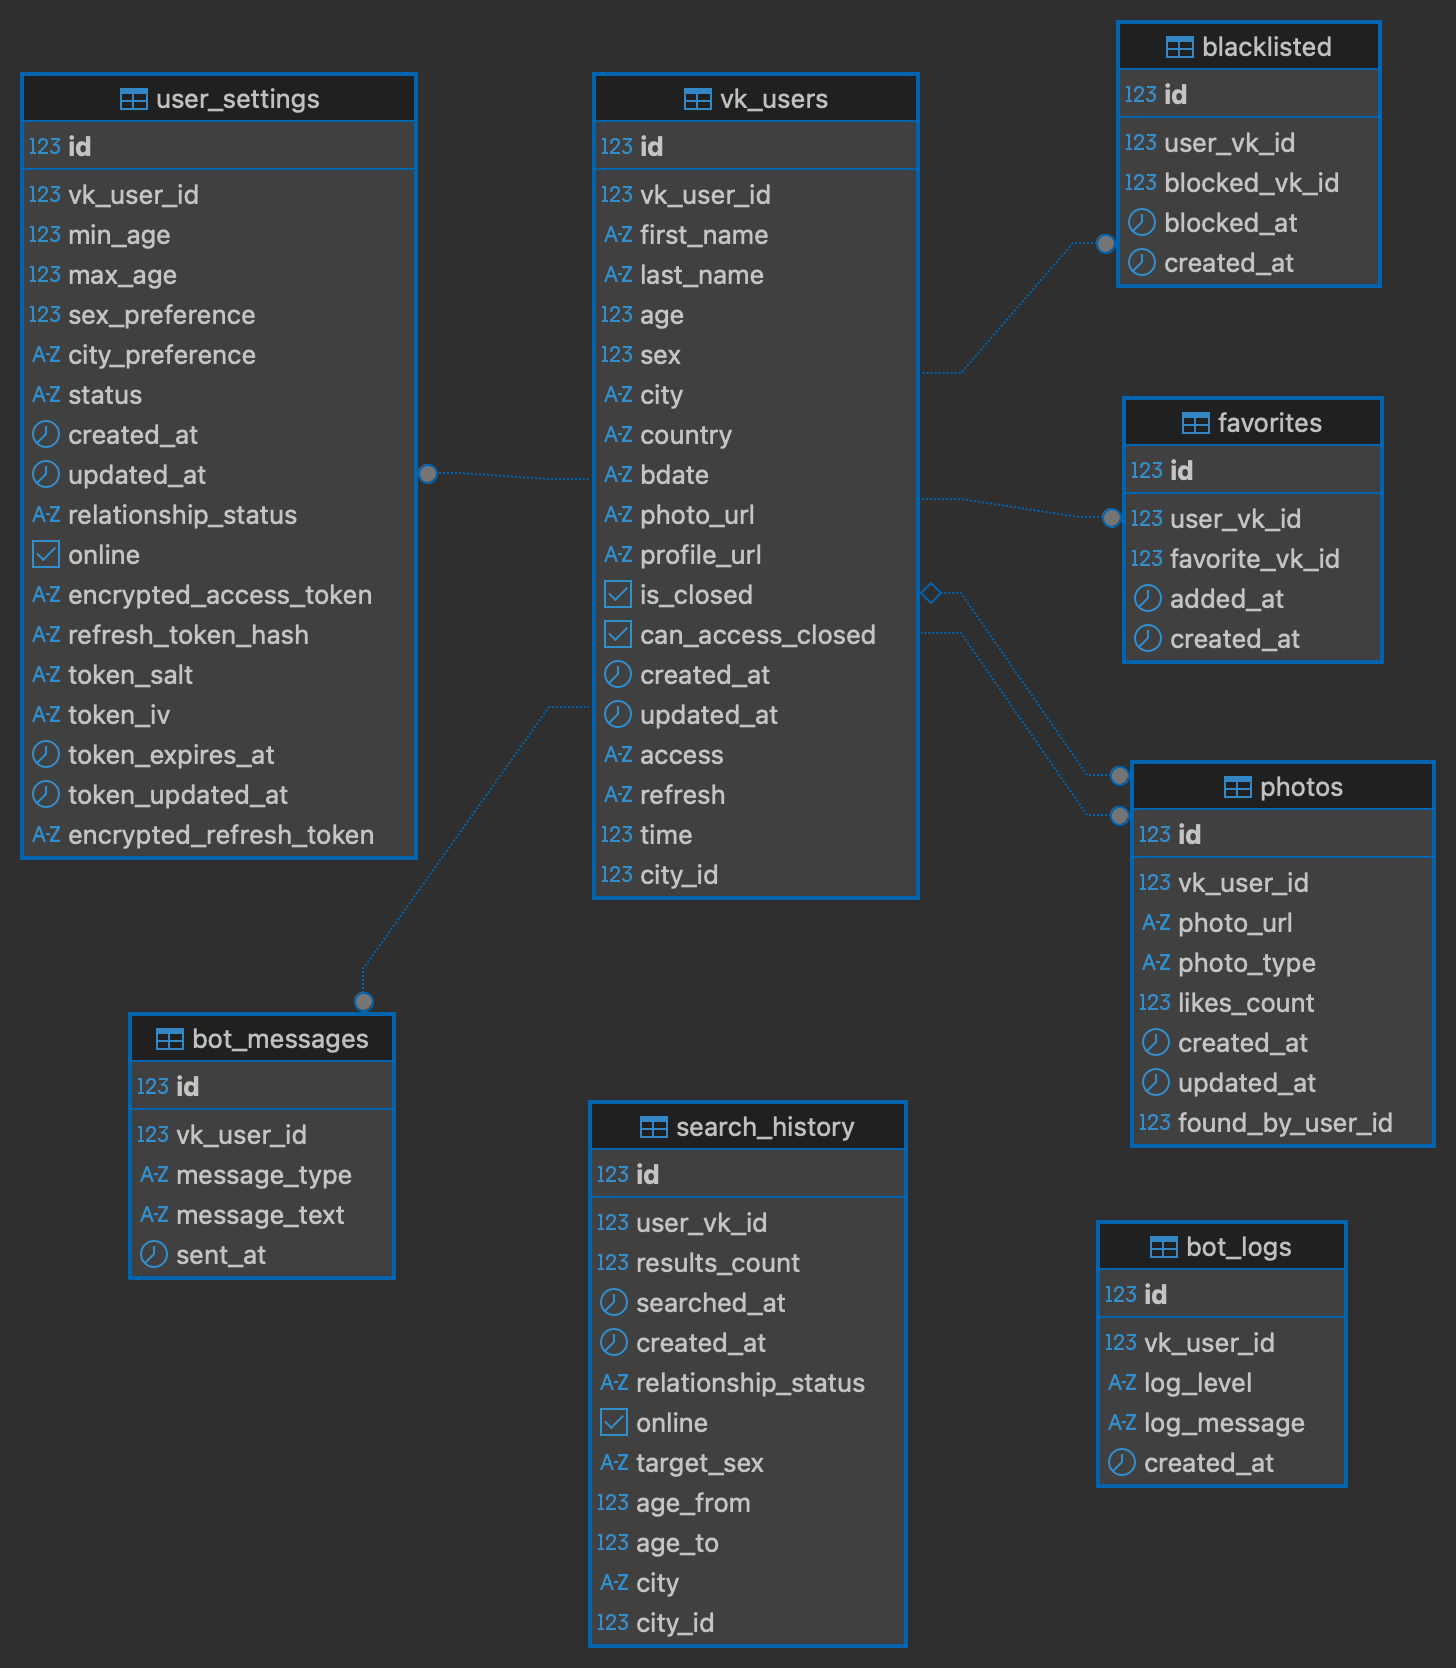 user_settings
123 id
123 vk_user_id
123 min_age
123 max_age
123 sex_preference
A-Z city_preference
A-Z status
created_at
updated_at
A-Z relationship_status
online
A-Z encrypted_access_token
A-Z refresh_token_hash
A-Z token_salt
A-Z token_iv
token_expires_at
token_updated_at
A-Z encrypted_refresh_token
vk_users
123 id
123 vk_user_id
A-Z first_name
A-Z last_name
123 age
123 sex
A-Z city
A-Z country
A-Z bdate
A-Z photo_url
A-Z profile_url
is_closed
can_access_closed
created_at
updated_at
A-Z access
A-Z refresh
123 time
123 city_id
blacklisted
123 id
123 user_vk_id
123 blocked_vk_id
blocked_at
created_at
favorites
123 id
123 user_vk_id
123 favorite_vk_id
added_at
created_at
photos
123 id
123 vk_user_id
A-Z photo_url
A-Z photo_type
123 likes_count
created_at
updated_at
123 found_by_user_id
bot_messages
123 id
123 vk_user_id
A-Z message_type
A-Z message_text
sent_at
search_history
123 id
123 user_vk_id
123 results_count
searched_at
created_at
A-Z relationship_status
online
A-Z target_sex
123 age_from
123 age_to
A-Z city
123 city_id
bot_logs
123 id
123 vk_user_id
A-Z log_level
A-Z log_message
created_at